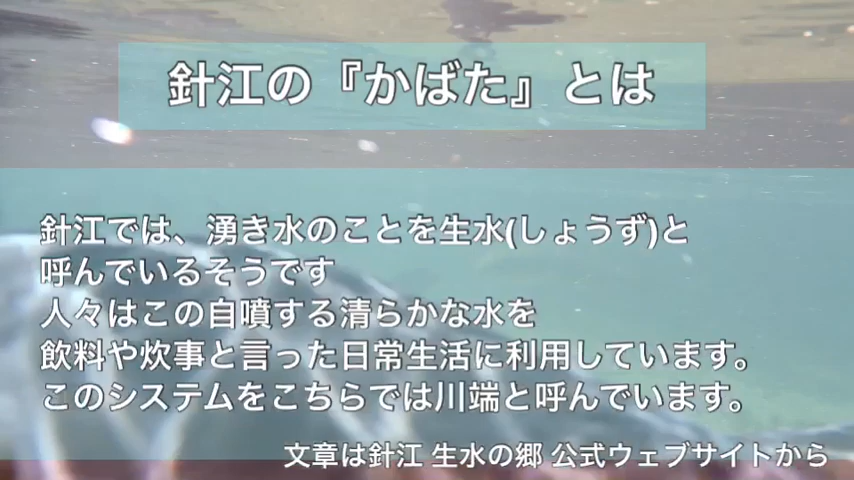 針江の『かばた』とは
針江では、湧き水のことを生水(しょうず)と
呼んでいるそうです
人々はこの自噴する清らかな水を
飲料や炊事と言った日常生活に利用しています。
このシステムをこちらでは川端と呼んでいます。
文章は針江 生水の郷 公式ウェブサイトから